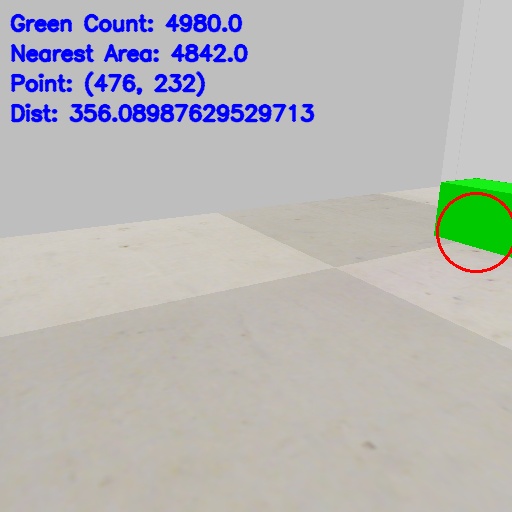 Green Count: 4980.0
Nearest Area: 4842.0
Point: (476, 232)
Dist: 356.08987629529713